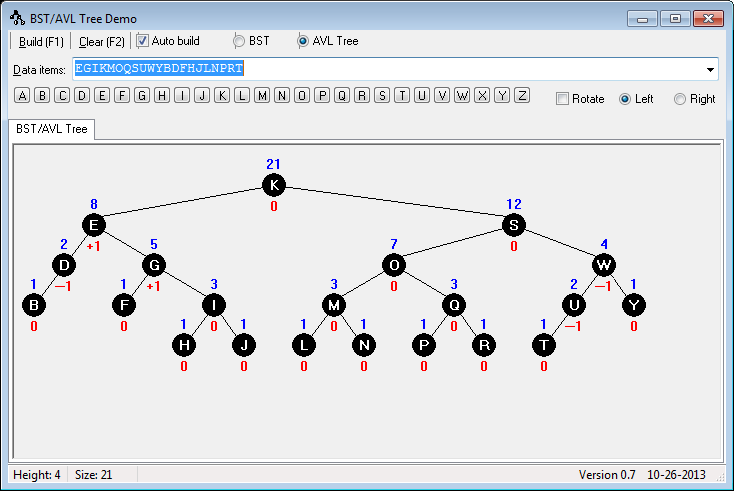 BST/AVL Tree Demo
Build (F1) Clear (F2) Auto build BST AVL Tree
Data items: EGIKMOQSUWYBDFHJLNPRT
A B C D E F G H I J K L M N O P Q R S T U V W X Y Z Rotate Left Right
BST/AVL Tree
21
K
0
8 12
E S
+1 0
2 5 7 4
D G O W
−1 +1 0 −1
1 1 3 3 3 2 1
B F I M Q U Y
0 0 0 0 0 −1 0
1 1 1 1 1 1 1
H J L N P R T
0 0 0 0 0 0 0
Height: 4 Size: 21 Version 0.7 10-26-2013